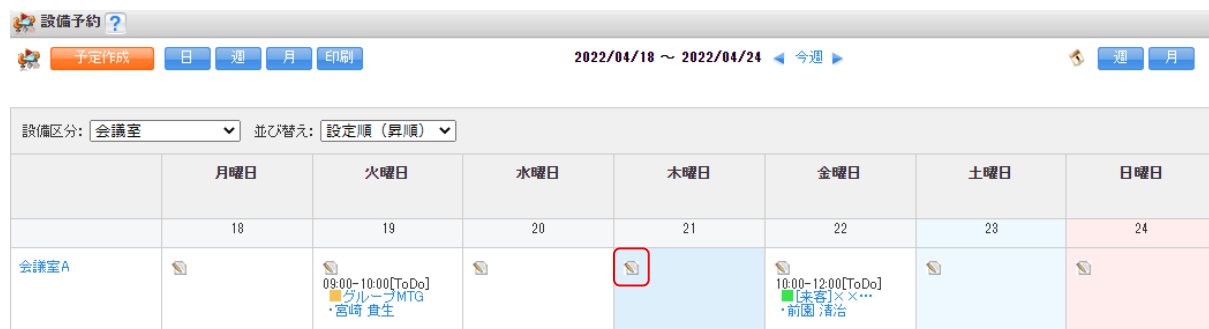 設備予約 ?
予定作成 日 週 月 印刷 2022/04/18 ～ 2022/04/24 今週 週 月
設備区分: 会議室 並び替え: 設定順（昇順）
月曜日 火曜日 水曜日 木曜日 金曜日 土曜日 日曜日
18 19 20 21 22 23 24
会議室A
09:00-10:00[ToDo]
グループMTG
・宮崎 貴生
10:00-12:00[ToDo]
[来客]××…
・前園 清治